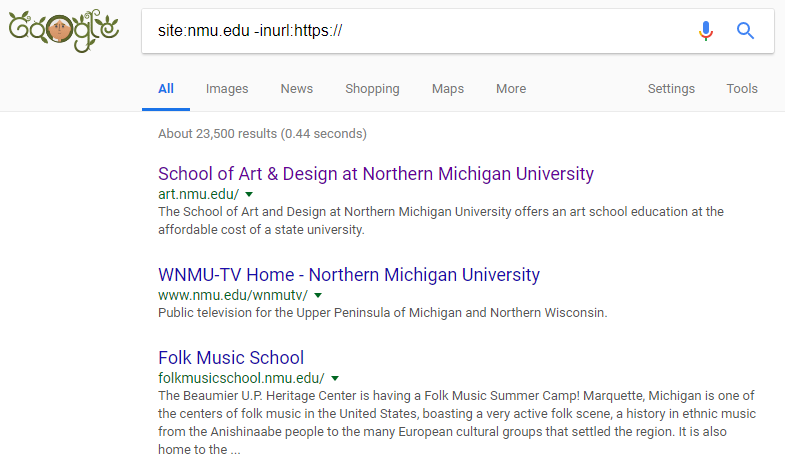 Google
site:nmu.edu -inurl:https://
All Images News Shopping Maps More Settings Tools
About 23,500 results (0.44 seconds)
School of Art & Design at Northern Michigan University
art.nmu.edu/
The School of Art and Design at Northern Michigan University offers an art school education at the
affordable cost of a state university.
WNMU-TV Home - Northern Michigan University
www.nmu.edu/wnmutv/
Public television for the Upper Peninsula of Michigan and Northern Wisconsin.
Folk Music School
folkmusicschool.nmu.edu/
The Beaumier U.P. Heritage Center is having a Folk Music Summer Camp! Marquette, Michigan is one of
the centers of folk music in the United States, boasting a very active folk scene, a history in ethnic music
from the Anishinaabe people to the many European cultural groups that settled the region. It is also
home to the ...